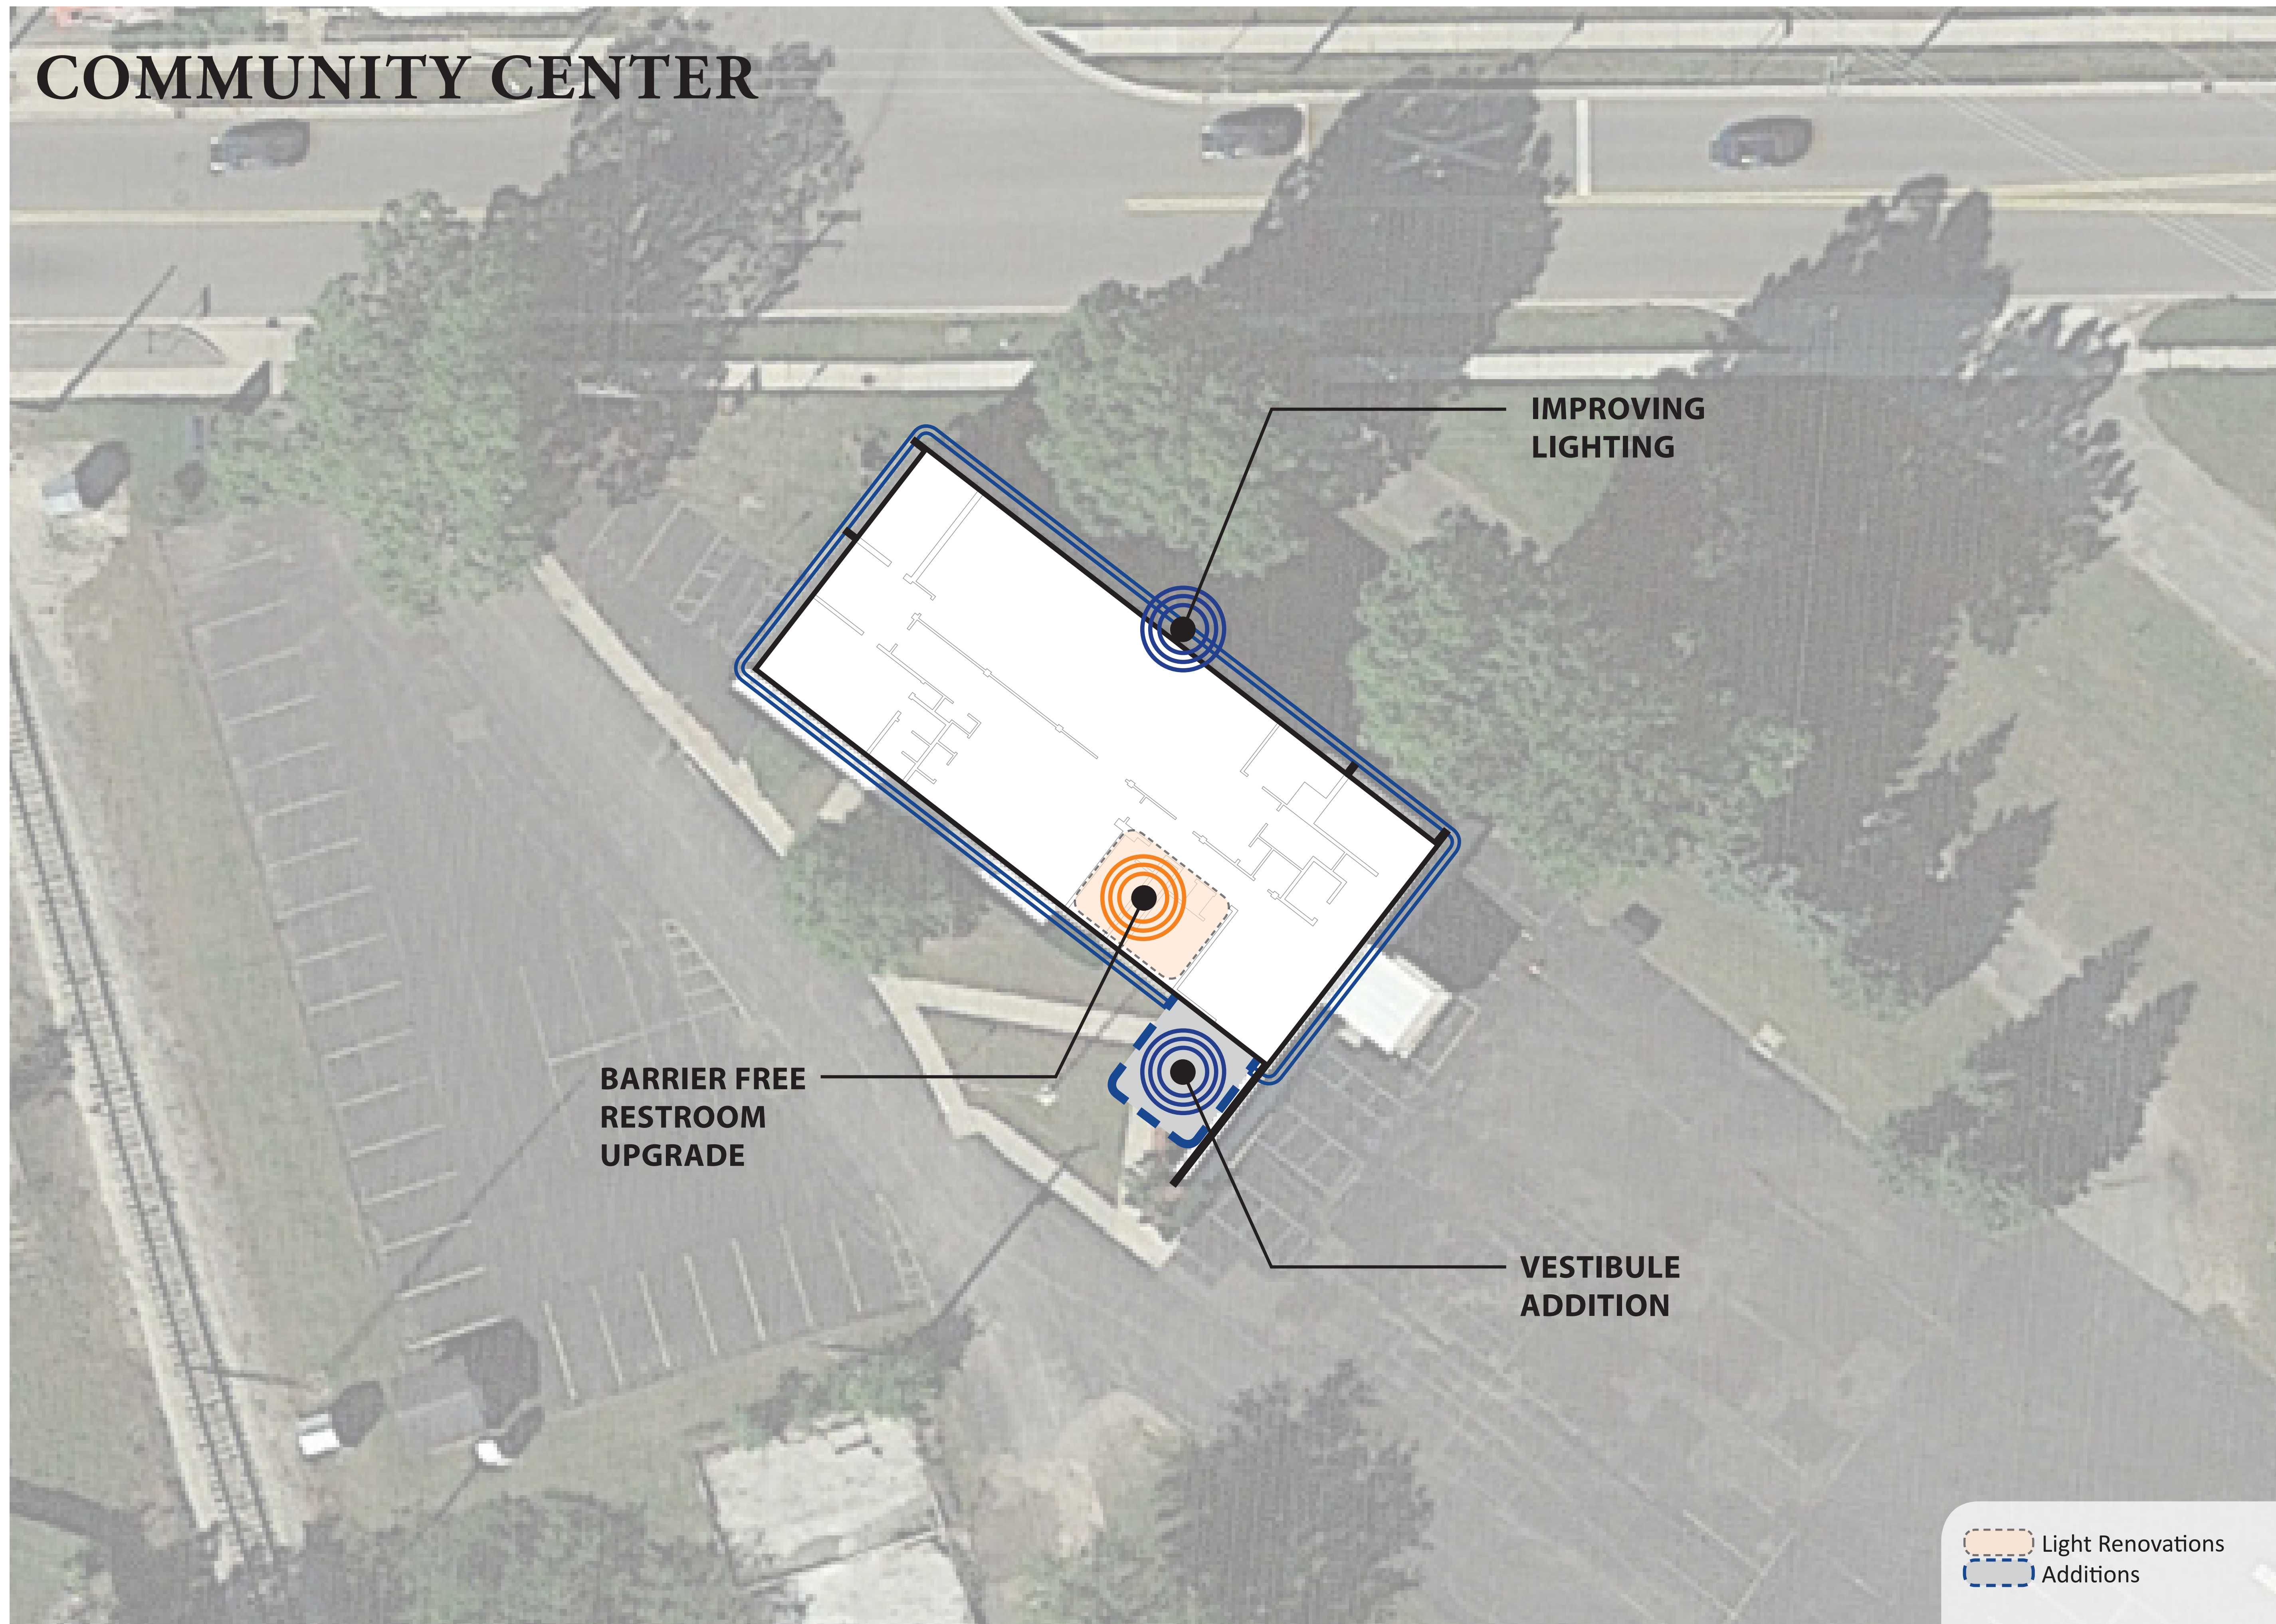 COMMUNITY CENTER
IMPROVING
LIGHTING
BARRIER FREE
RESTROOM
UPGRADE
VESTIBULE
ADDITION
Light Renovations
Additions